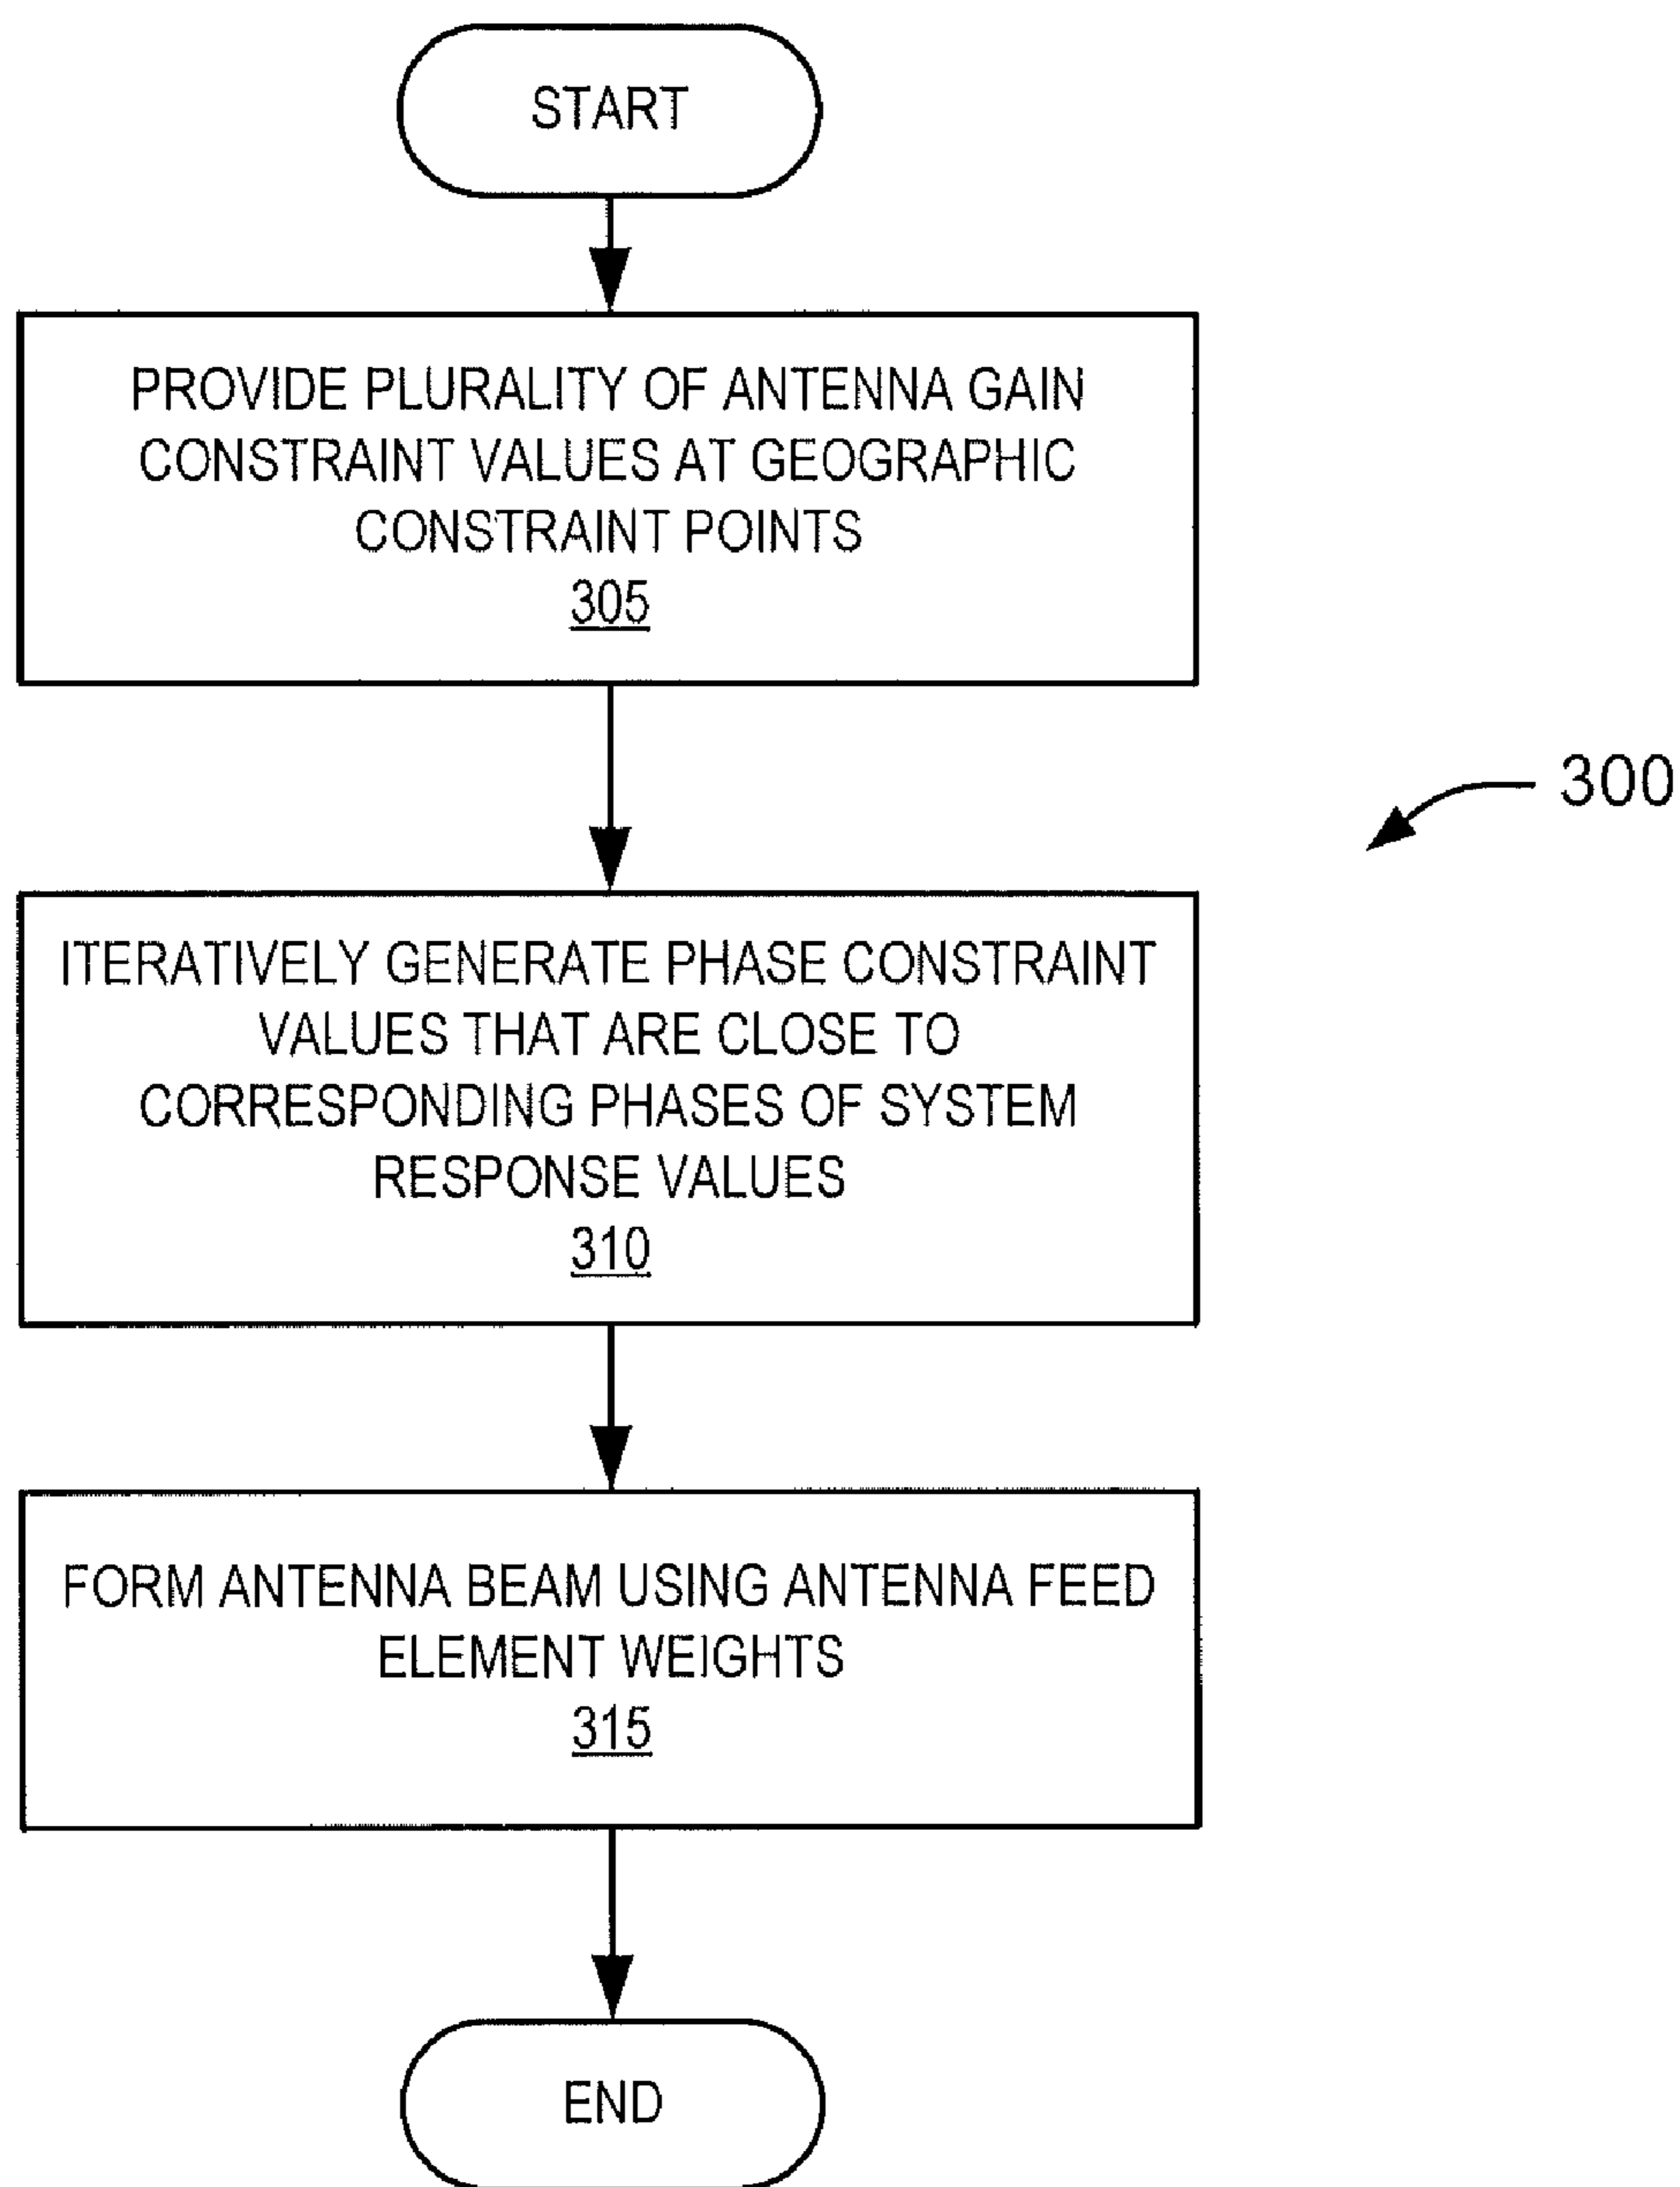 START
PROVIDE PLURALITY OF ANTENNA GAIN
CONSTRAINT VALUES AT GEOGRAPHIC
CONSTRAINT POINTS
305
300
ITERATIVELY GENERATE PHASE CONSTRAINT
VALUES THAT ARE CLOSE TO
CORRESPONDING PHASES OF SYSTEM
RESPONSE VALUES
310
FORM ANTENNA BEAM USING ANTENNA FEED
ELEMENT WEIGHTS
315
END